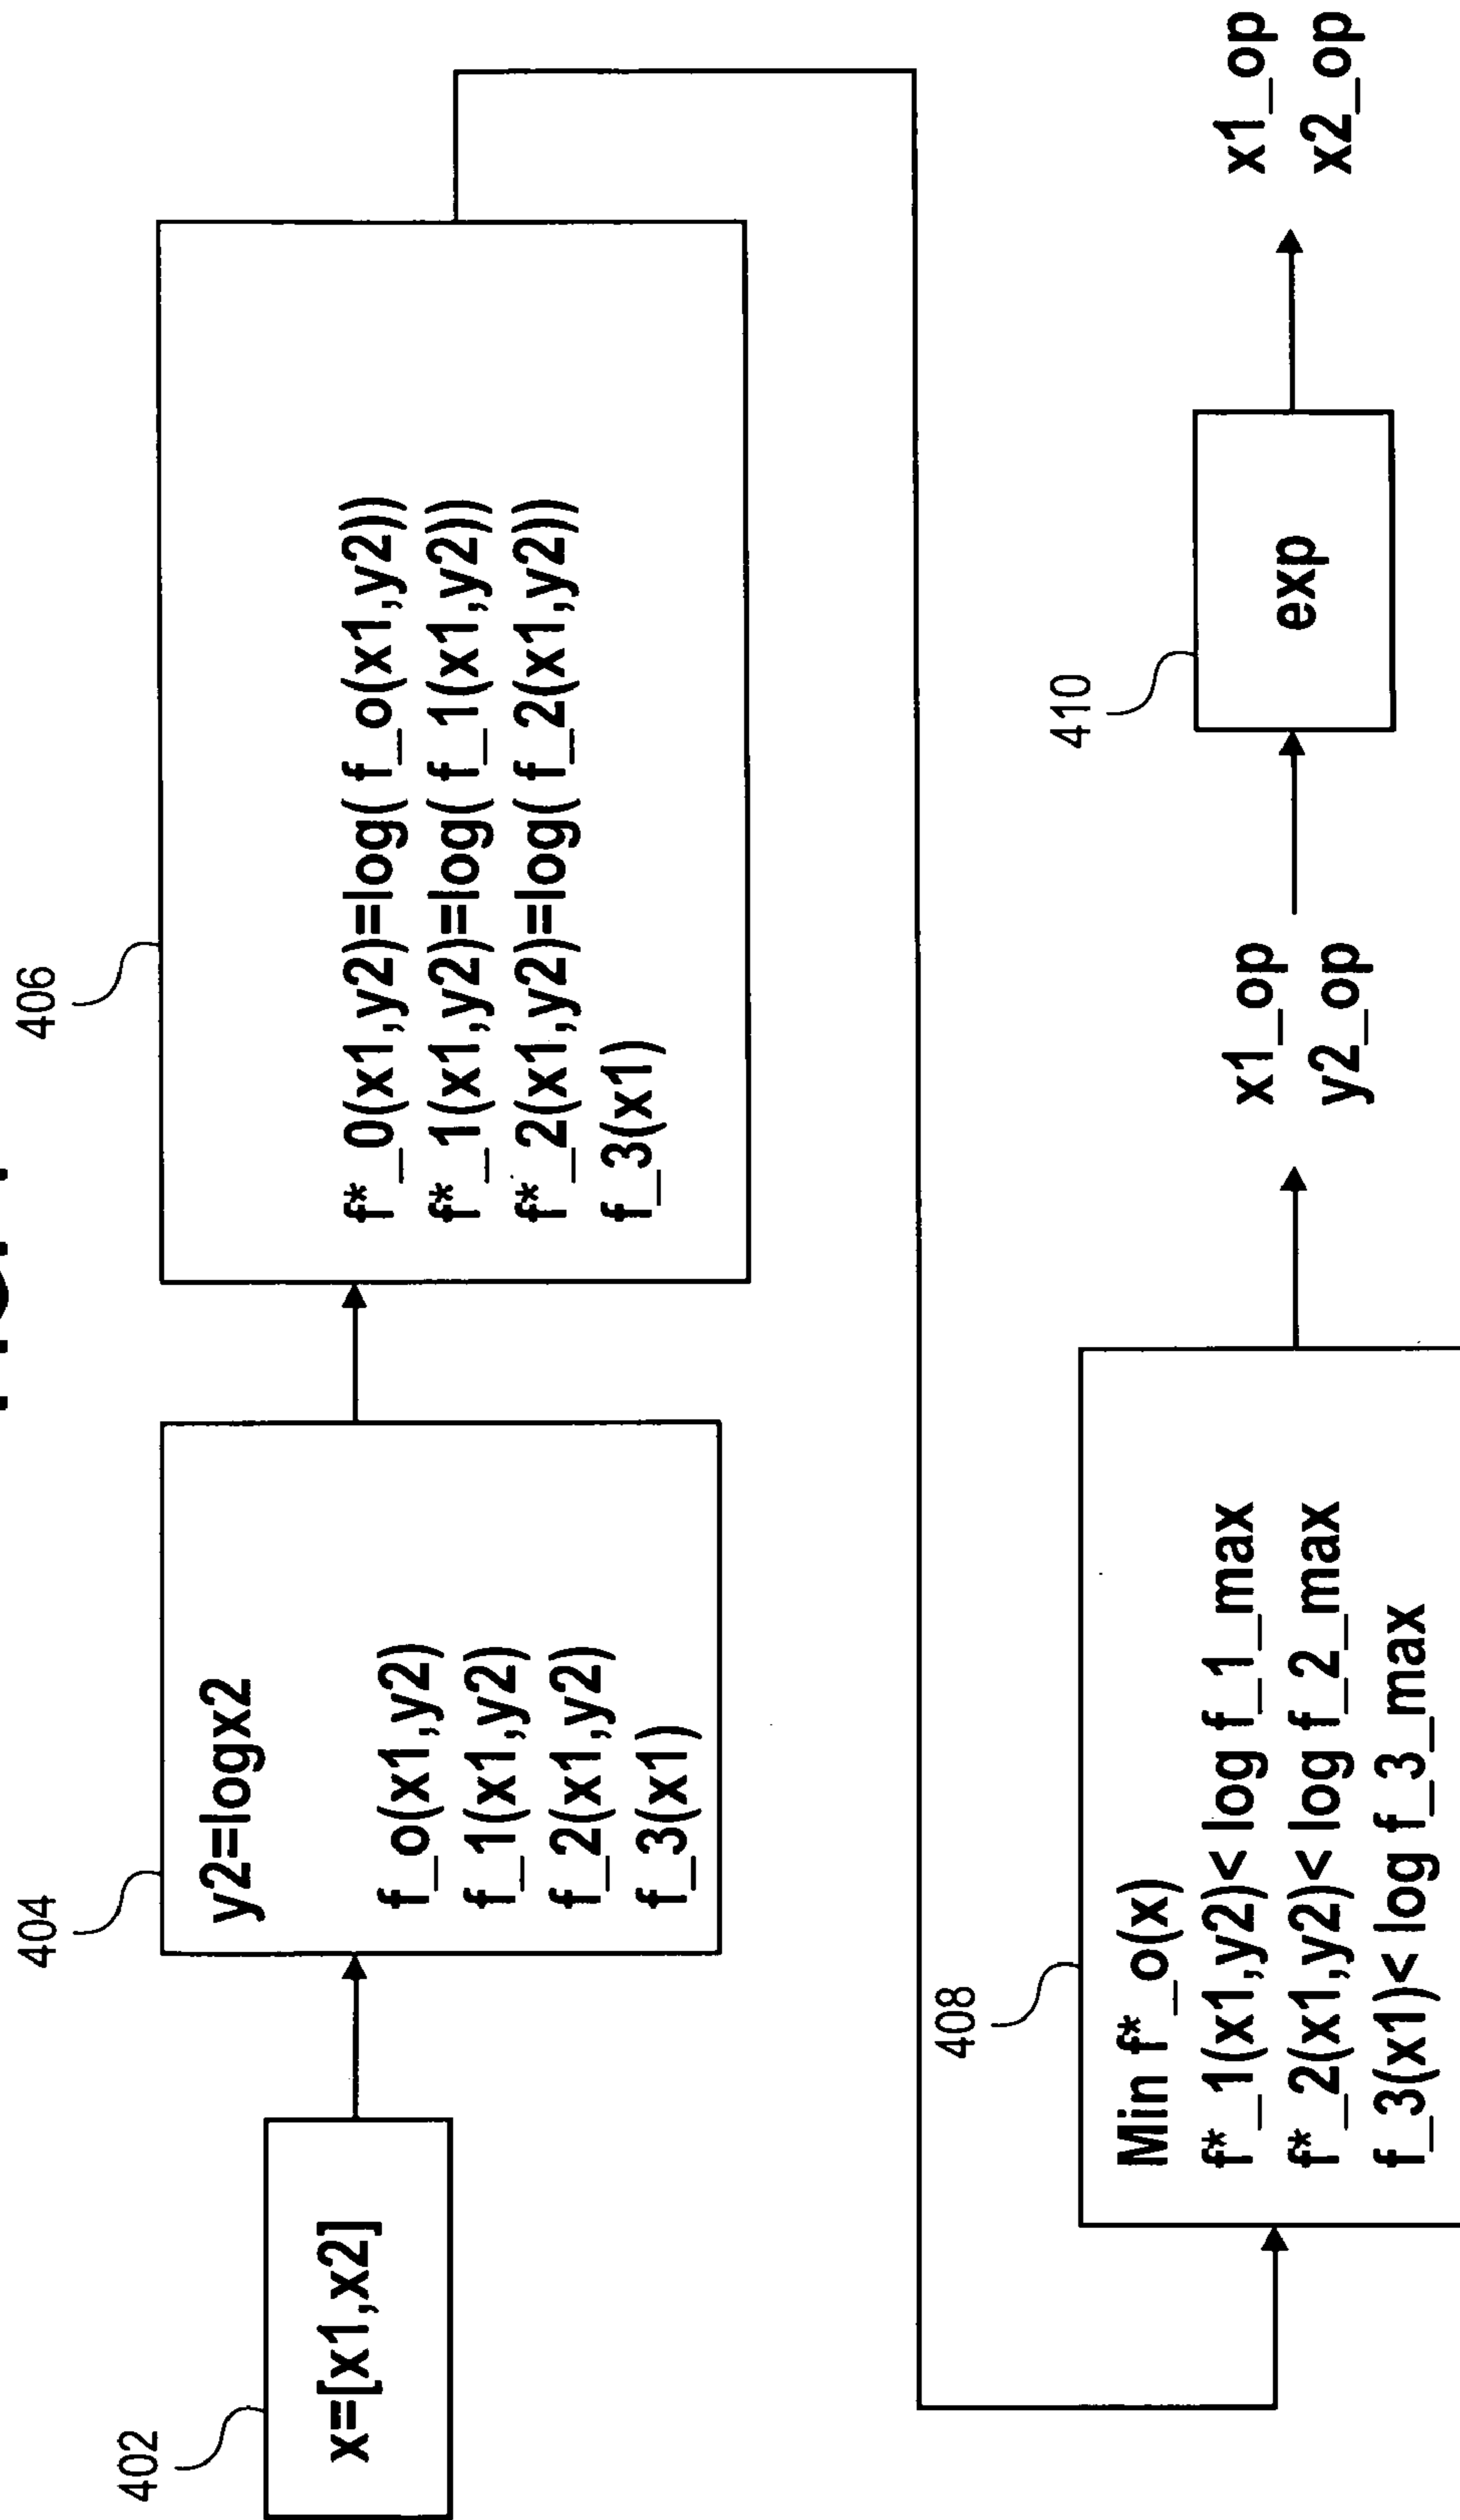 402
x=[x1,x2]
404
y2=logx2
f_o(x1,y2)
f_1(x1,y2)
f_2(x1,y2)
f_3(x1)
406
f*_0(x1,y2)=log( f_o(x1,y2))
f*_1(x1,y2)=log( f_1(x1,y2))
f*_2(x1,y2)=log( f_2(x1,y2))
f_3(x1)
408
Min f*_o(x)
f*_1(x1,y2)< log f_1_max
f*_2(x1,y2)< log f_2_max
f_3(x1)<log f_3_max
x1_op
y2_op
410
exp
x1_op
x2_op